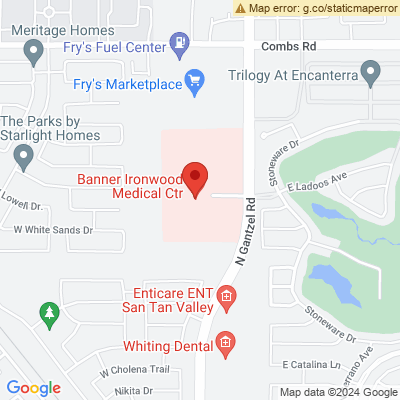 Map error: g.co/staticmaperror
Meritage Homes
Fry's Fuel Center
Combs Rd
Fry's Marketplace
Trilogy At Encanterra
The Parks by
Starlight Homes
Stoneware Dr
Banner Ironwood
Medical Ctr
E Ladoos Ave
Lowell Dr.
W White Sands Dr
N Gantzel Rd
Enticare ENT
San Tan Valley
Stoneware Dr
Whiting Dental
E Catalina Ln
W Cholena Trail
Nikita Dr
errano Ave
Google
Map data ©2024 Google